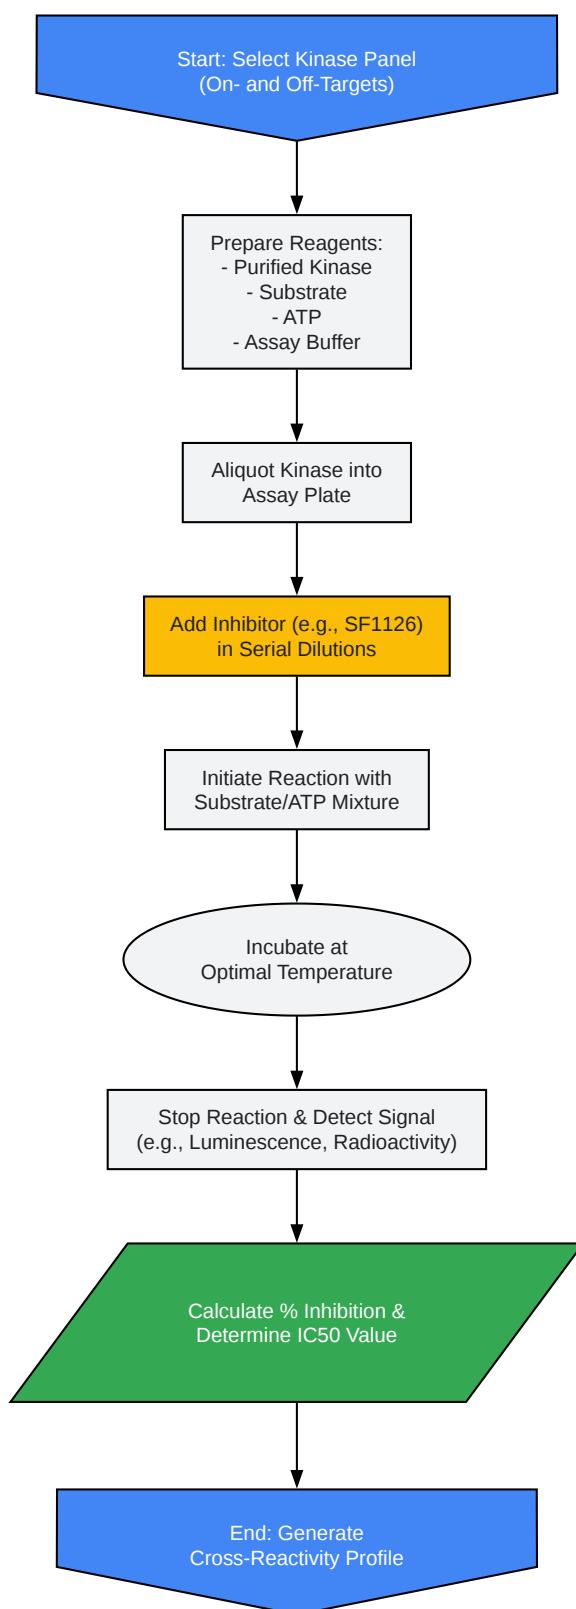 Start: Select Kinase Panel
(On- and Off-Targets)
Prepare Reagents:
- Purified Kinase
- Substrate
- ATP
- Assay Buffer
Aliquot Kinase into
Assay Plate
Add Inhibitor (e.g., SF1126)
in Serial Dilutions
Initiate Reaction with
Substrate/ATP Mixture
Incubate at
Optimal Temperature
Stop Reaction & Detect Signal
(e.g., Luminescence, Radioactivity)
Calculate % Inhibition &
Determine IC50 Value
End: Generate
Cross-Reactivity Profile